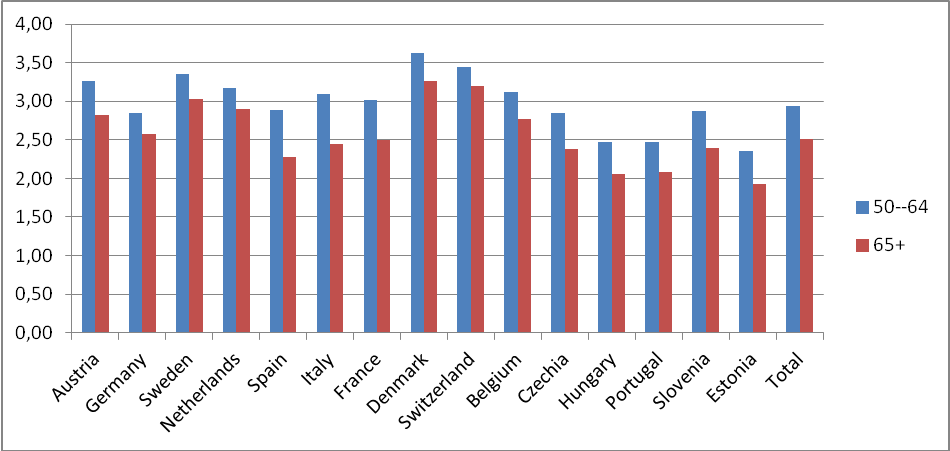 4,00
3,50
3,00
2,50
2,00
1,50
1,00
0,50
0,00
50--64
65+
Austria
Germany
Sweden
Netherlands
Spain
Italy
France
Denmark
Switzerland
Belgium
Czechia
Hungary
Portugal
Slovenia
Estonia
Total